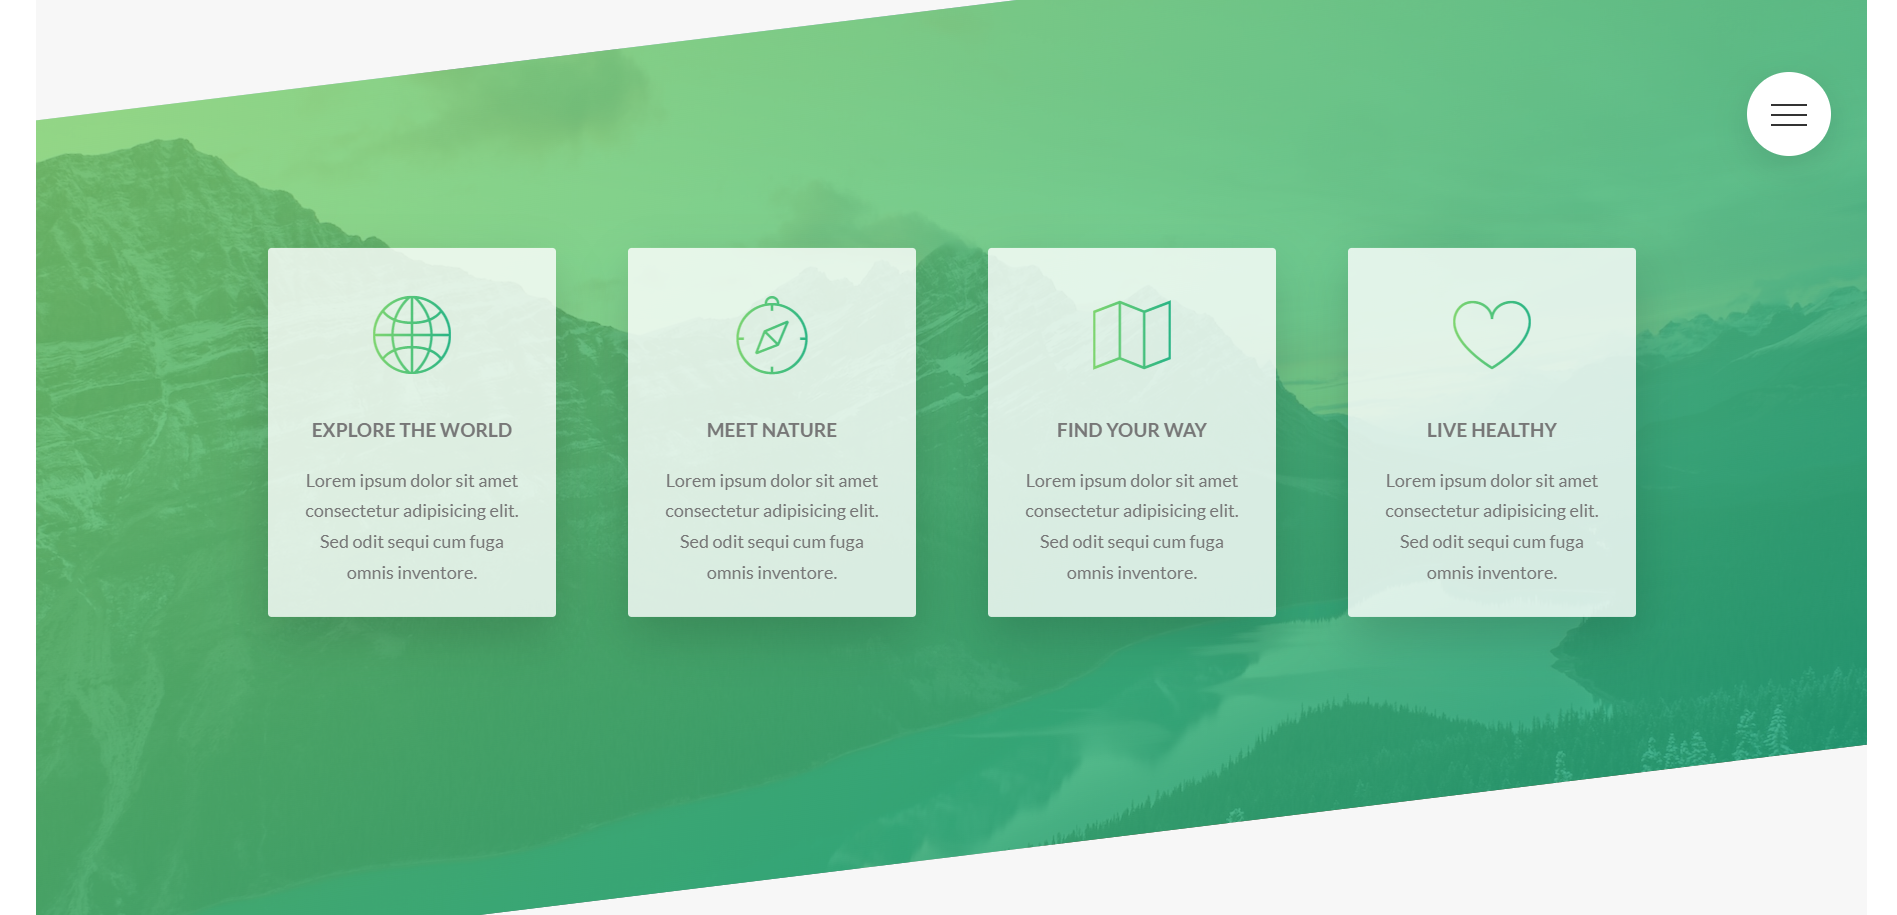 EXPLORE THE WORLD
Lorem ipsum dolor sit amet
consectetur adipisicing elit.
Sed odit sequi cum fuga
omnis inventore.
MEET NATURE
Lorem ipsum dolor sit amet
consectetur adipisicing elit.
Sed odit sequi cum fuga
omnis inventore.
FIND YOUR WAY
Lorem ipsum dolor sit amet
consectetur adipisicing elit.
Sed odit sequi cum fuga
omnis inventore.
LIVE HEALTHY
Lorem ipsum dolor sit amet
consectetur adipisicing elit.
Sed odit sequi cum fuga
omnis inventore.